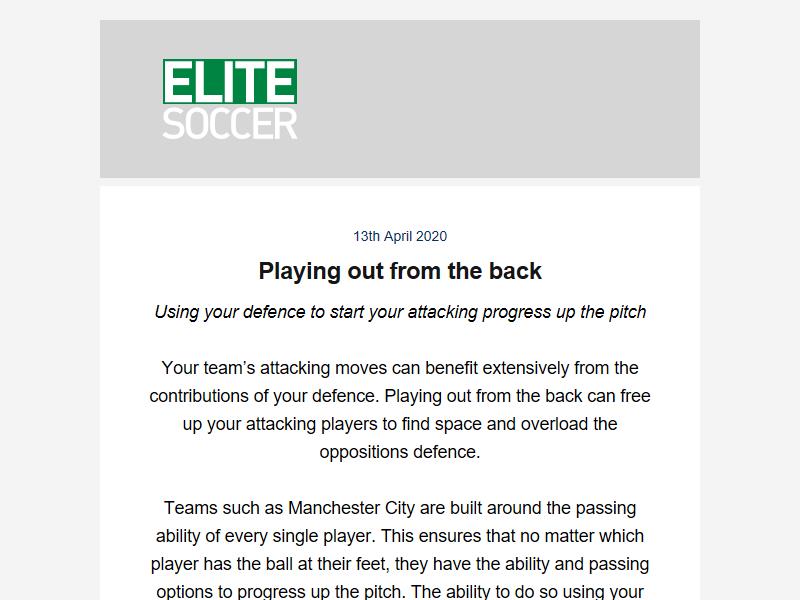 ELITE
SOCCER
13th April 2020
Playing out from the back
Using your defence to start your attacking progress up the pitch
Your team’s attacking moves can benefit extensively from the
contributions of your defence. Playing out from the back can free
up your attacking players to find space and overload the
oppositions defence.
Teams such as Manchester City are built around the passing
ability of every single player. This ensures that no matter which
player has the ball at their feet, they have the ability and passing
options to progress up the pitch. The ability to do so using your